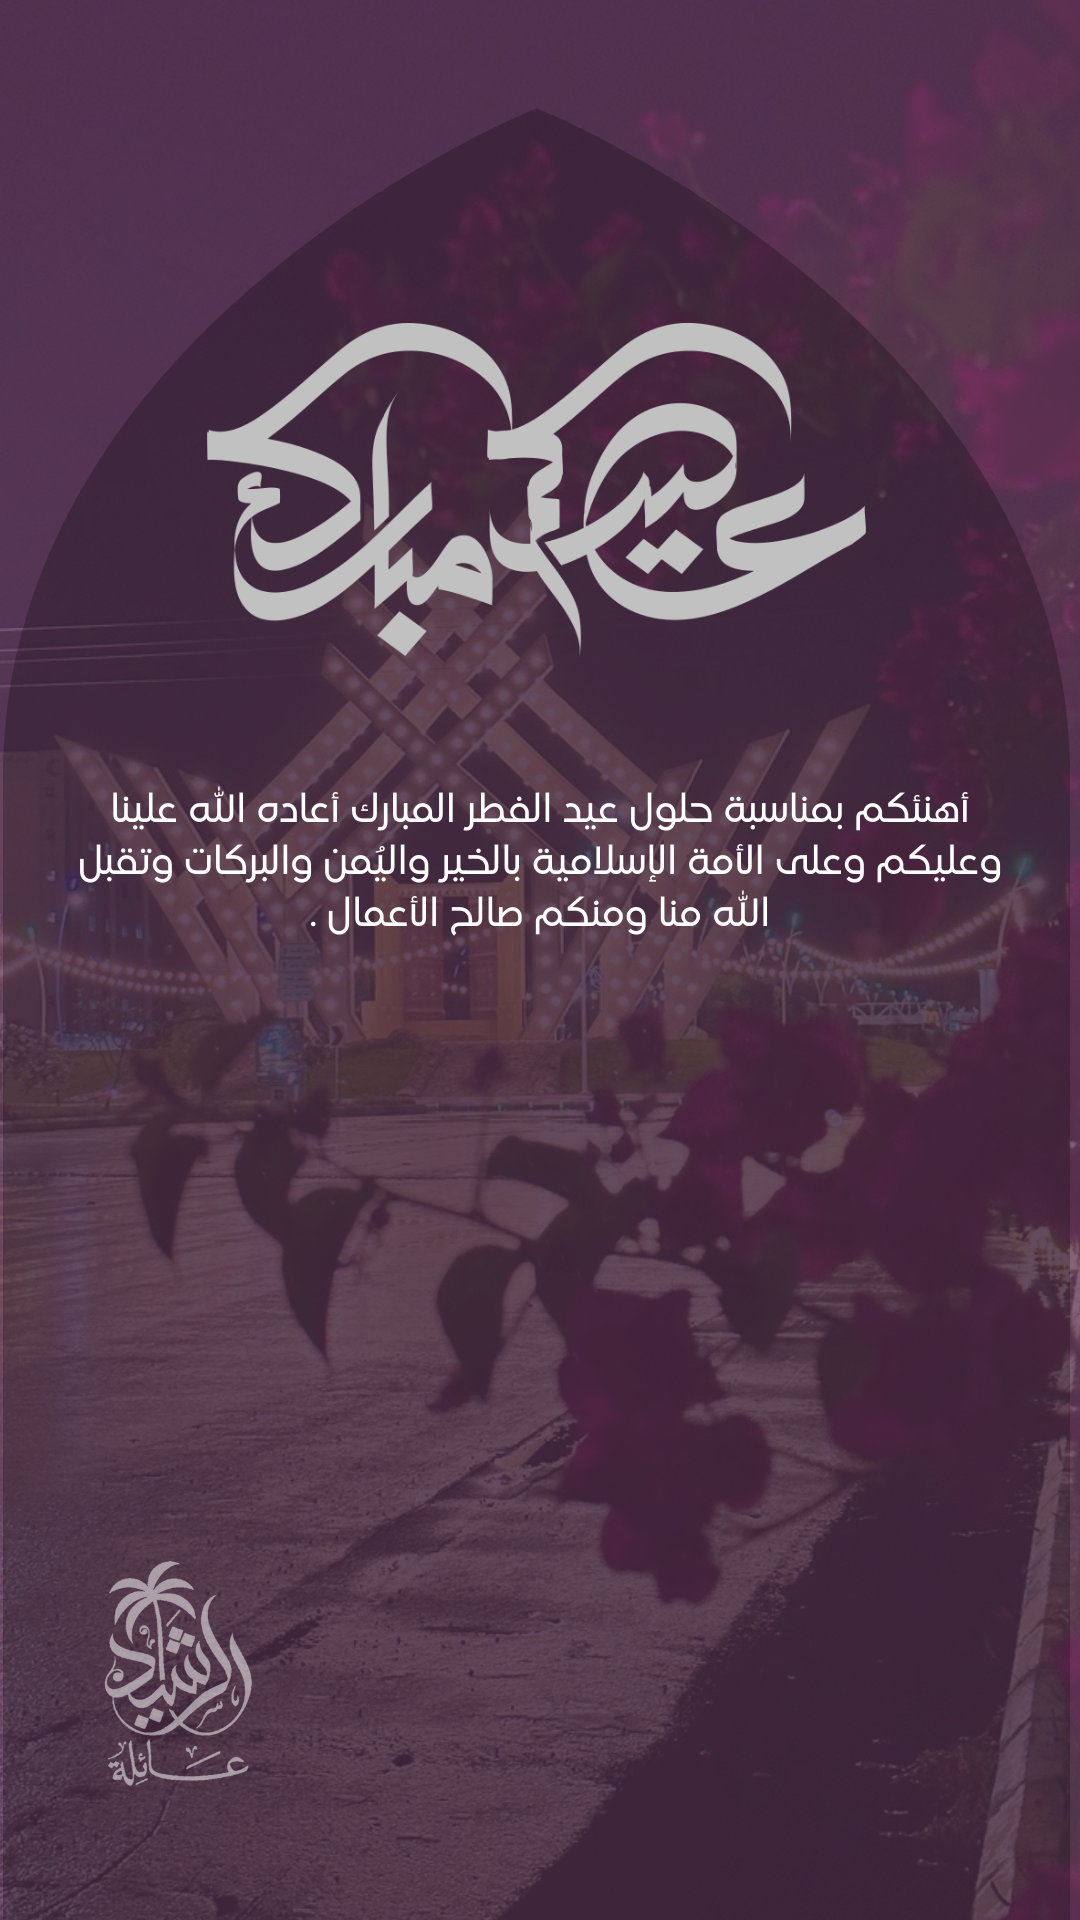 عيدكم مبارك
أهنئكم بمناسبة حلول عيد الفطر المبارك أعاده الله علينا
وعليكم وعلى الأمة الإسلامية بالخير واليُمن والبركات وتقبل
الله منا ومنكم صالح الأعمال .
الرشيد
عائلة